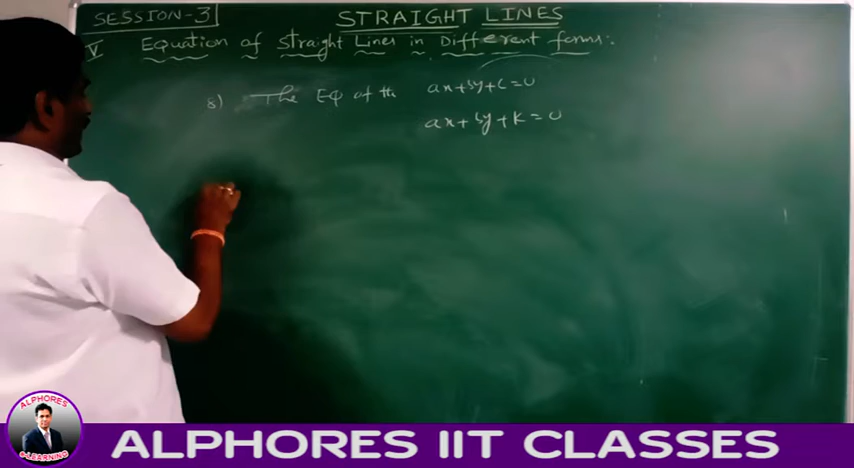 SESSION-3
STRAIGHT LINES
V Equation of Straight Lines in Different forms:
8) The EQ of the ax+by+c=0
ax+by+k=0
ALPHORES
e-LEARNING
ALPHORES IIT CLASSES